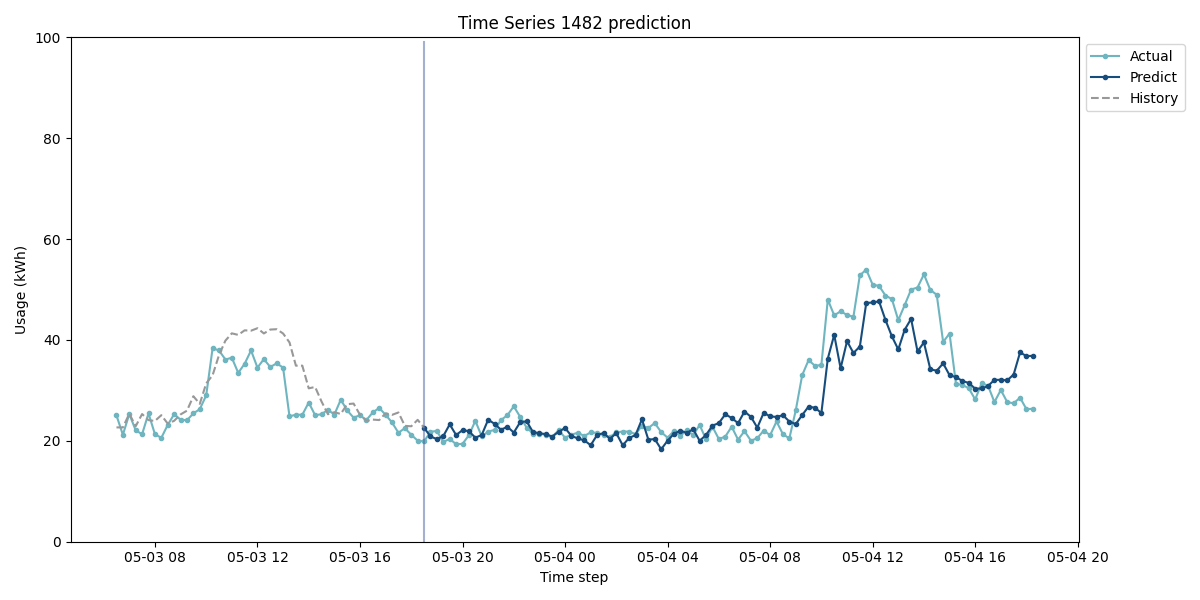 Time Series 1482 prediction
100
80
60
40
20
0
Usage (kWh)
05-03 08
05-03 12
05-03 16
05-03 20
05-04 00
05-04 04
05-04 08
05-04 12
05-04 16
05-04 20
Time step
Actual
Predict
History